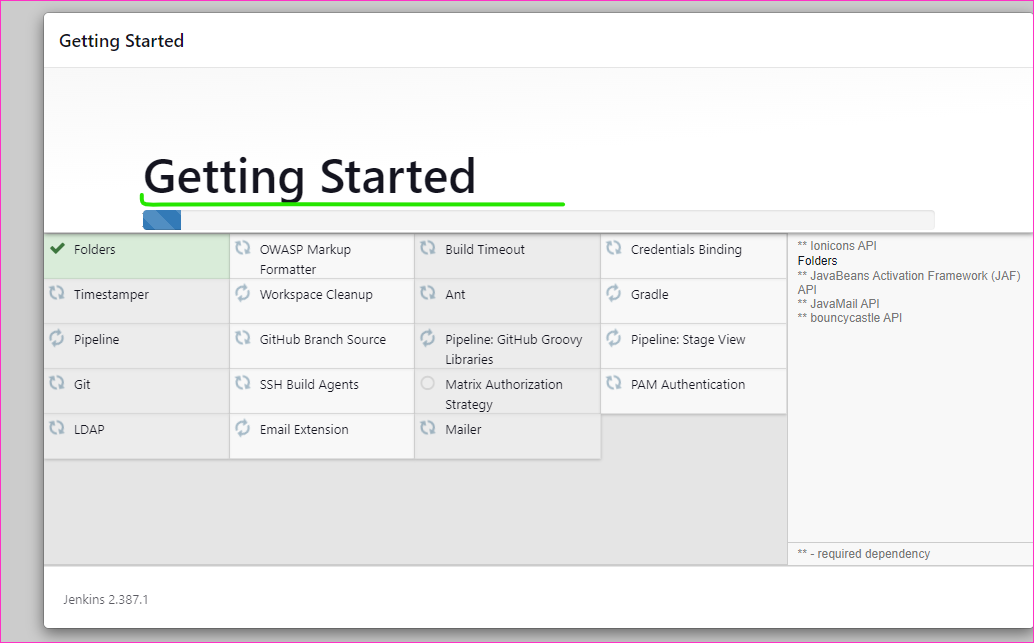 Getting Started
Getting Started
Folders
OWASP Markup
Formatter
Build Timeout
Credentials Binding
Timestamper
Workspace Cleanup
Ant
Gradle
Pipeline
GitHub Branch Source
Pipeline: GitHub Groovy
Libraries
Pipeline: Stage View
Git
SSH Build Agents
Matrix Authorization
Strategy
PAM Authentication
LDAP
Email Extension
Mailer
** Ionicons API
Folders
** JavaBeans Activation Framework (JAF)
API
** JavaMail API
** bouncycastle API
** - required dependency
Jenkins 2.387.1